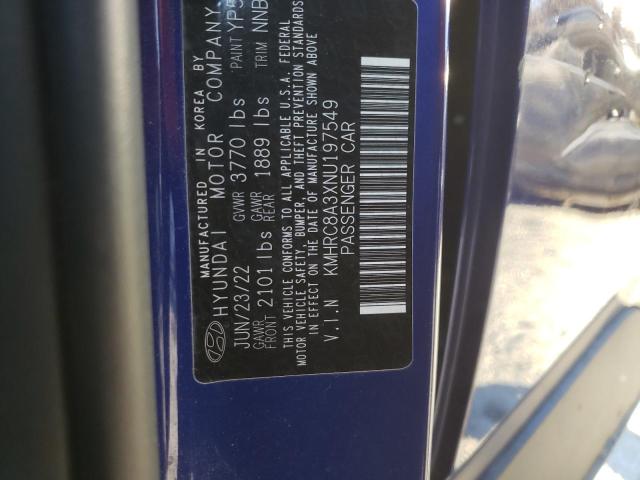 MANUFACTURED IN KOREA BY
HYUNDAI MOTOR COMPANY
JUN/23/22 GVWR 3770 lbs PAINT YP5
GAWR FRONT 2101 lbs GAWR REAR 1889 lbs TRIM NNB
THIS VEHICLE CONFORMS TO ALL APPLICABLE U.S.A. FEDERAL
MOTOR VEHICLE SAFETY, BUMPER, AND THEFT PREVENTION STANDARDS
IN EFFECT ON THE DATE OF MANUFACTURE SHOWN ABOVE
V.I.N KMHRC8A3XNU197549
PASSENGER CAR